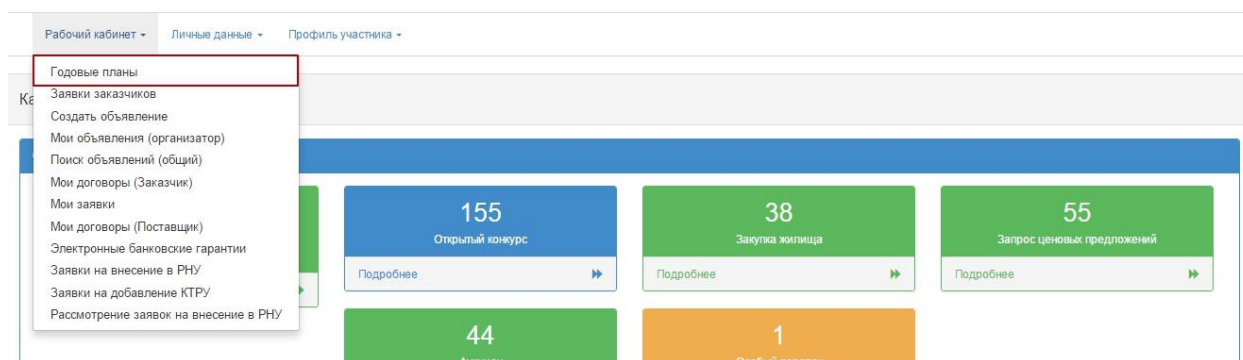 Рабочий кабинет Личные данные Профиль участника
Годовые планы
Ка
Заявки заказчиков
Создать объявление
Мои объявления (организатор)
Поиск объявлений (общий)
Мои договоры (Заказчик)
Мои заявки
Мои договоры (Поставщик)
Электронные банковские гарантии
Заявки на внесение в РНУ
Заявки на добавление КТРУ
Рассмотрение заявок на внесение в РНУ
155
Открытый конкурс
Подробнее
38
Закупка жилища
Подробнее
55
Запрос ценовых предложений
Подробнее
44
1